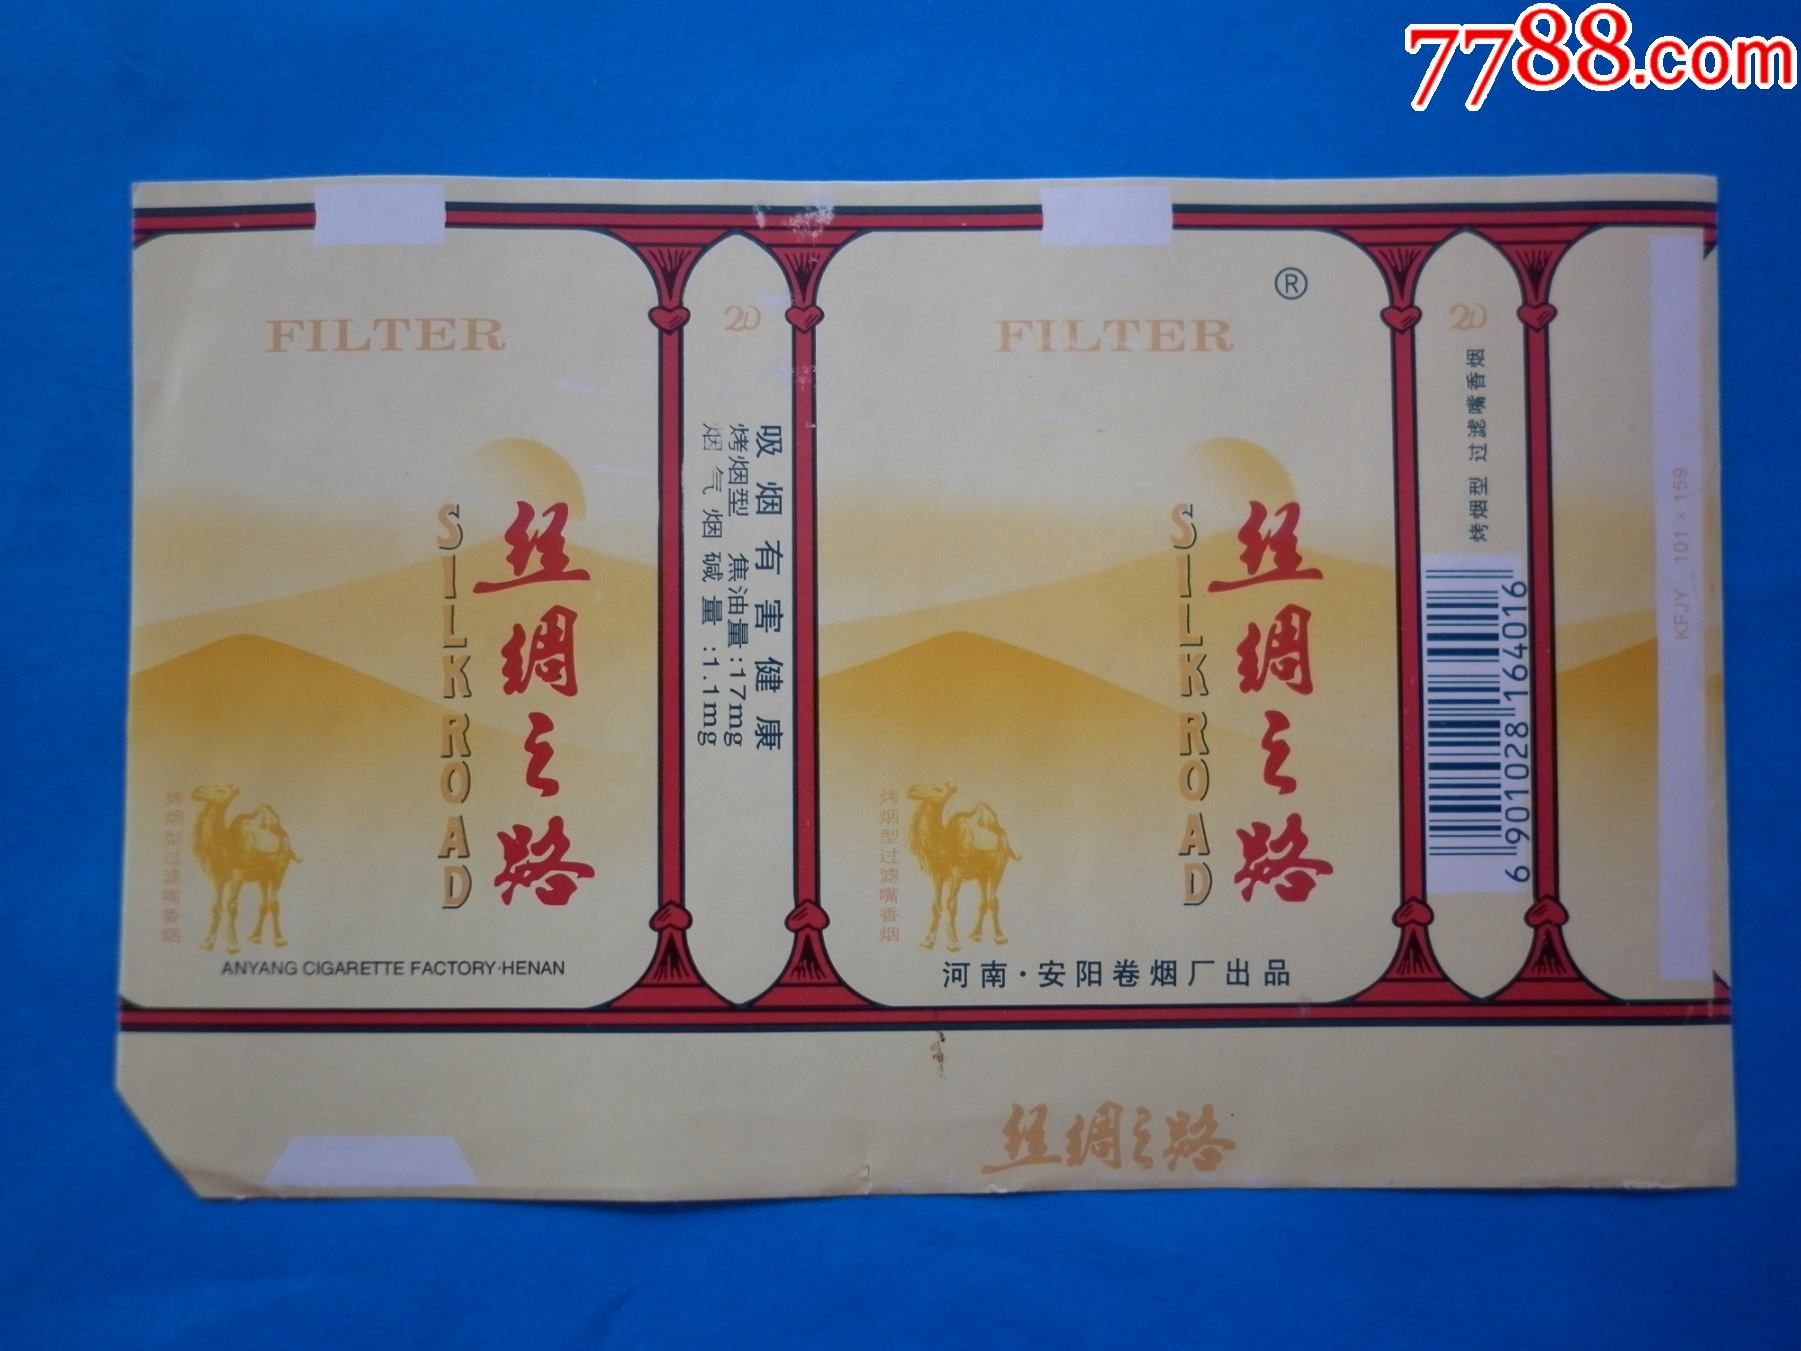 7788.com
FILTER
丝绸之路
SILK ROAD
烤烟型过滤嘴香烟
ANYANG CIGARETTE FACTORY·HENAN
20
吸烟有害健康
烤烟型 焦油量:17mg
烟气烟碱量:1.1mg
®
FILTER
丝绸之路
SILK ROAD
烤烟型过滤嘴香烟
河南·安阳卷烟厂出品
20
烤烟型 过滤嘴香烟
6 901028 164016
KFJY 101×159
丝绸之路